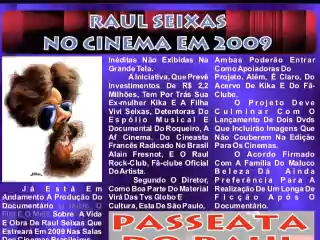 RAUL SEIXAS
NO CINEMA EM 2009
Já Está Em
Andamento A Produção Do
Documentário
Sobre A Vida
E Obra De Raul Seixas Que
Estreará Em 2009 Nas Salas
Inéditas Não Exibidas Na
Grande Tela.
A Iniciativa, Que Prevê
Investimentos De R$ 2,2
Milhões, Tem Por Trás Sua
Ex-mulher Kika E A Filha
Vivi Seixas, Detentoras Do
Espólio Musical E
Documental Do Roqueiro, A
Af Cinema. Do Cineasta
Francês Radicado No Brasil
Alain Fresnot, E O Raul
Rock-Club, Fã-clube Oficial
Do Artista.
Segundo O Diretor,
Como Boa Parte Do Material
Virá Das Tvs Globo E
Cultura, Esta De São Paulo,
Ambas Poderão Entrar
Como Apoiadoras Do
Projeto. Além, É Claro, Do
Acervo De Kika E Do Fã-
Clube.
O Projeto Deve
Culminar Com O
Lançamento De Dois Dvds
Que Incluirão Imagens Que
Não Couberem Na Edição
Para Os Cinemas.
O Acordo Firmado
Com A Família Do Maluco
Beleza Dá Ainda
Preferência Para A
Realização De Um Longa De
Ficção Após O
Documentário.
PASSEATA